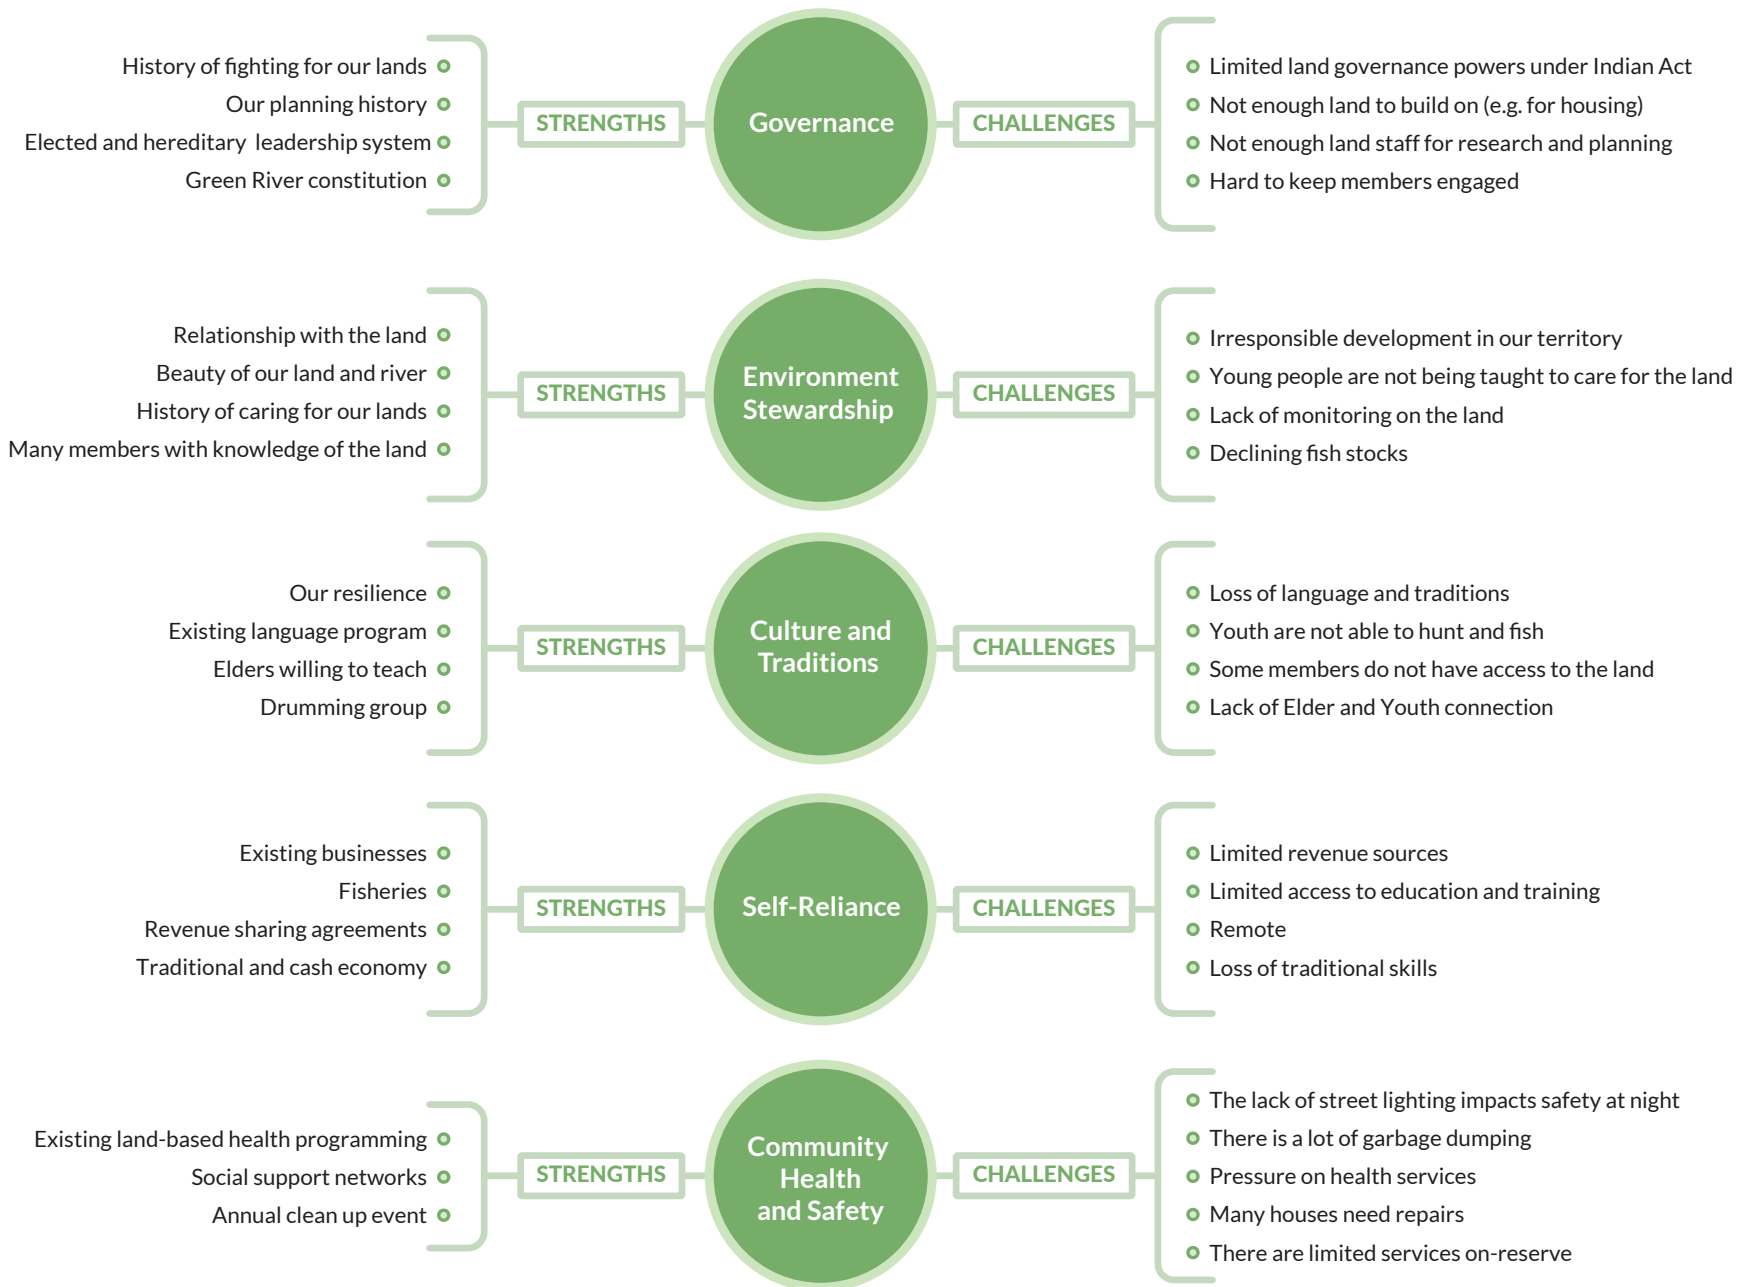 History of fighting for our lands
Our planning history
Elected and hereditary leadership system
Green River constitution
STRENGTHS
Governance
CHALLENGES
Limited land governance powers under Indian Act
Not enough land to build on (e.g. for housing)
Not enough land staff for research and planning
Hard to keep members engaged
Relationship with the land
Beauty of our land and river
History of caring for our lands
Many members with knowledge of the land
STRENGTHS
Environment
Stewardship
CHALLENGES
Irresponsible development in our territory
Young people are not being taught to care for the land
Lack of monitoring on the land
Declining fish stocks
Our resilience
Existing language program
Elders willing to teach
Drumming group
STRENGTHS
Culture and
Traditions
CHALLENGES
Loss of language and traditions
Youth are not able to hunt and fish
Some members do not have access to the land
Lack of Elder and Youth connection
Existing businesses
Fisheries
Revenue sharing agreements
Traditional and cash economy
STRENGTHS
Self-Reliance
CHALLENGES
Limited revenue sources
Limited access to education and training
Remote
Loss of traditional skills
Existing land-based health programming
Social support networks
Annual clean up event
STRENGTHS
Community
Health
and Safety
CHALLENGES
The lack of street lighting impacts safety at night
There is a lot of garbage dumping
Pressure on health services
Many houses need repairs
There are limited services on-reserve